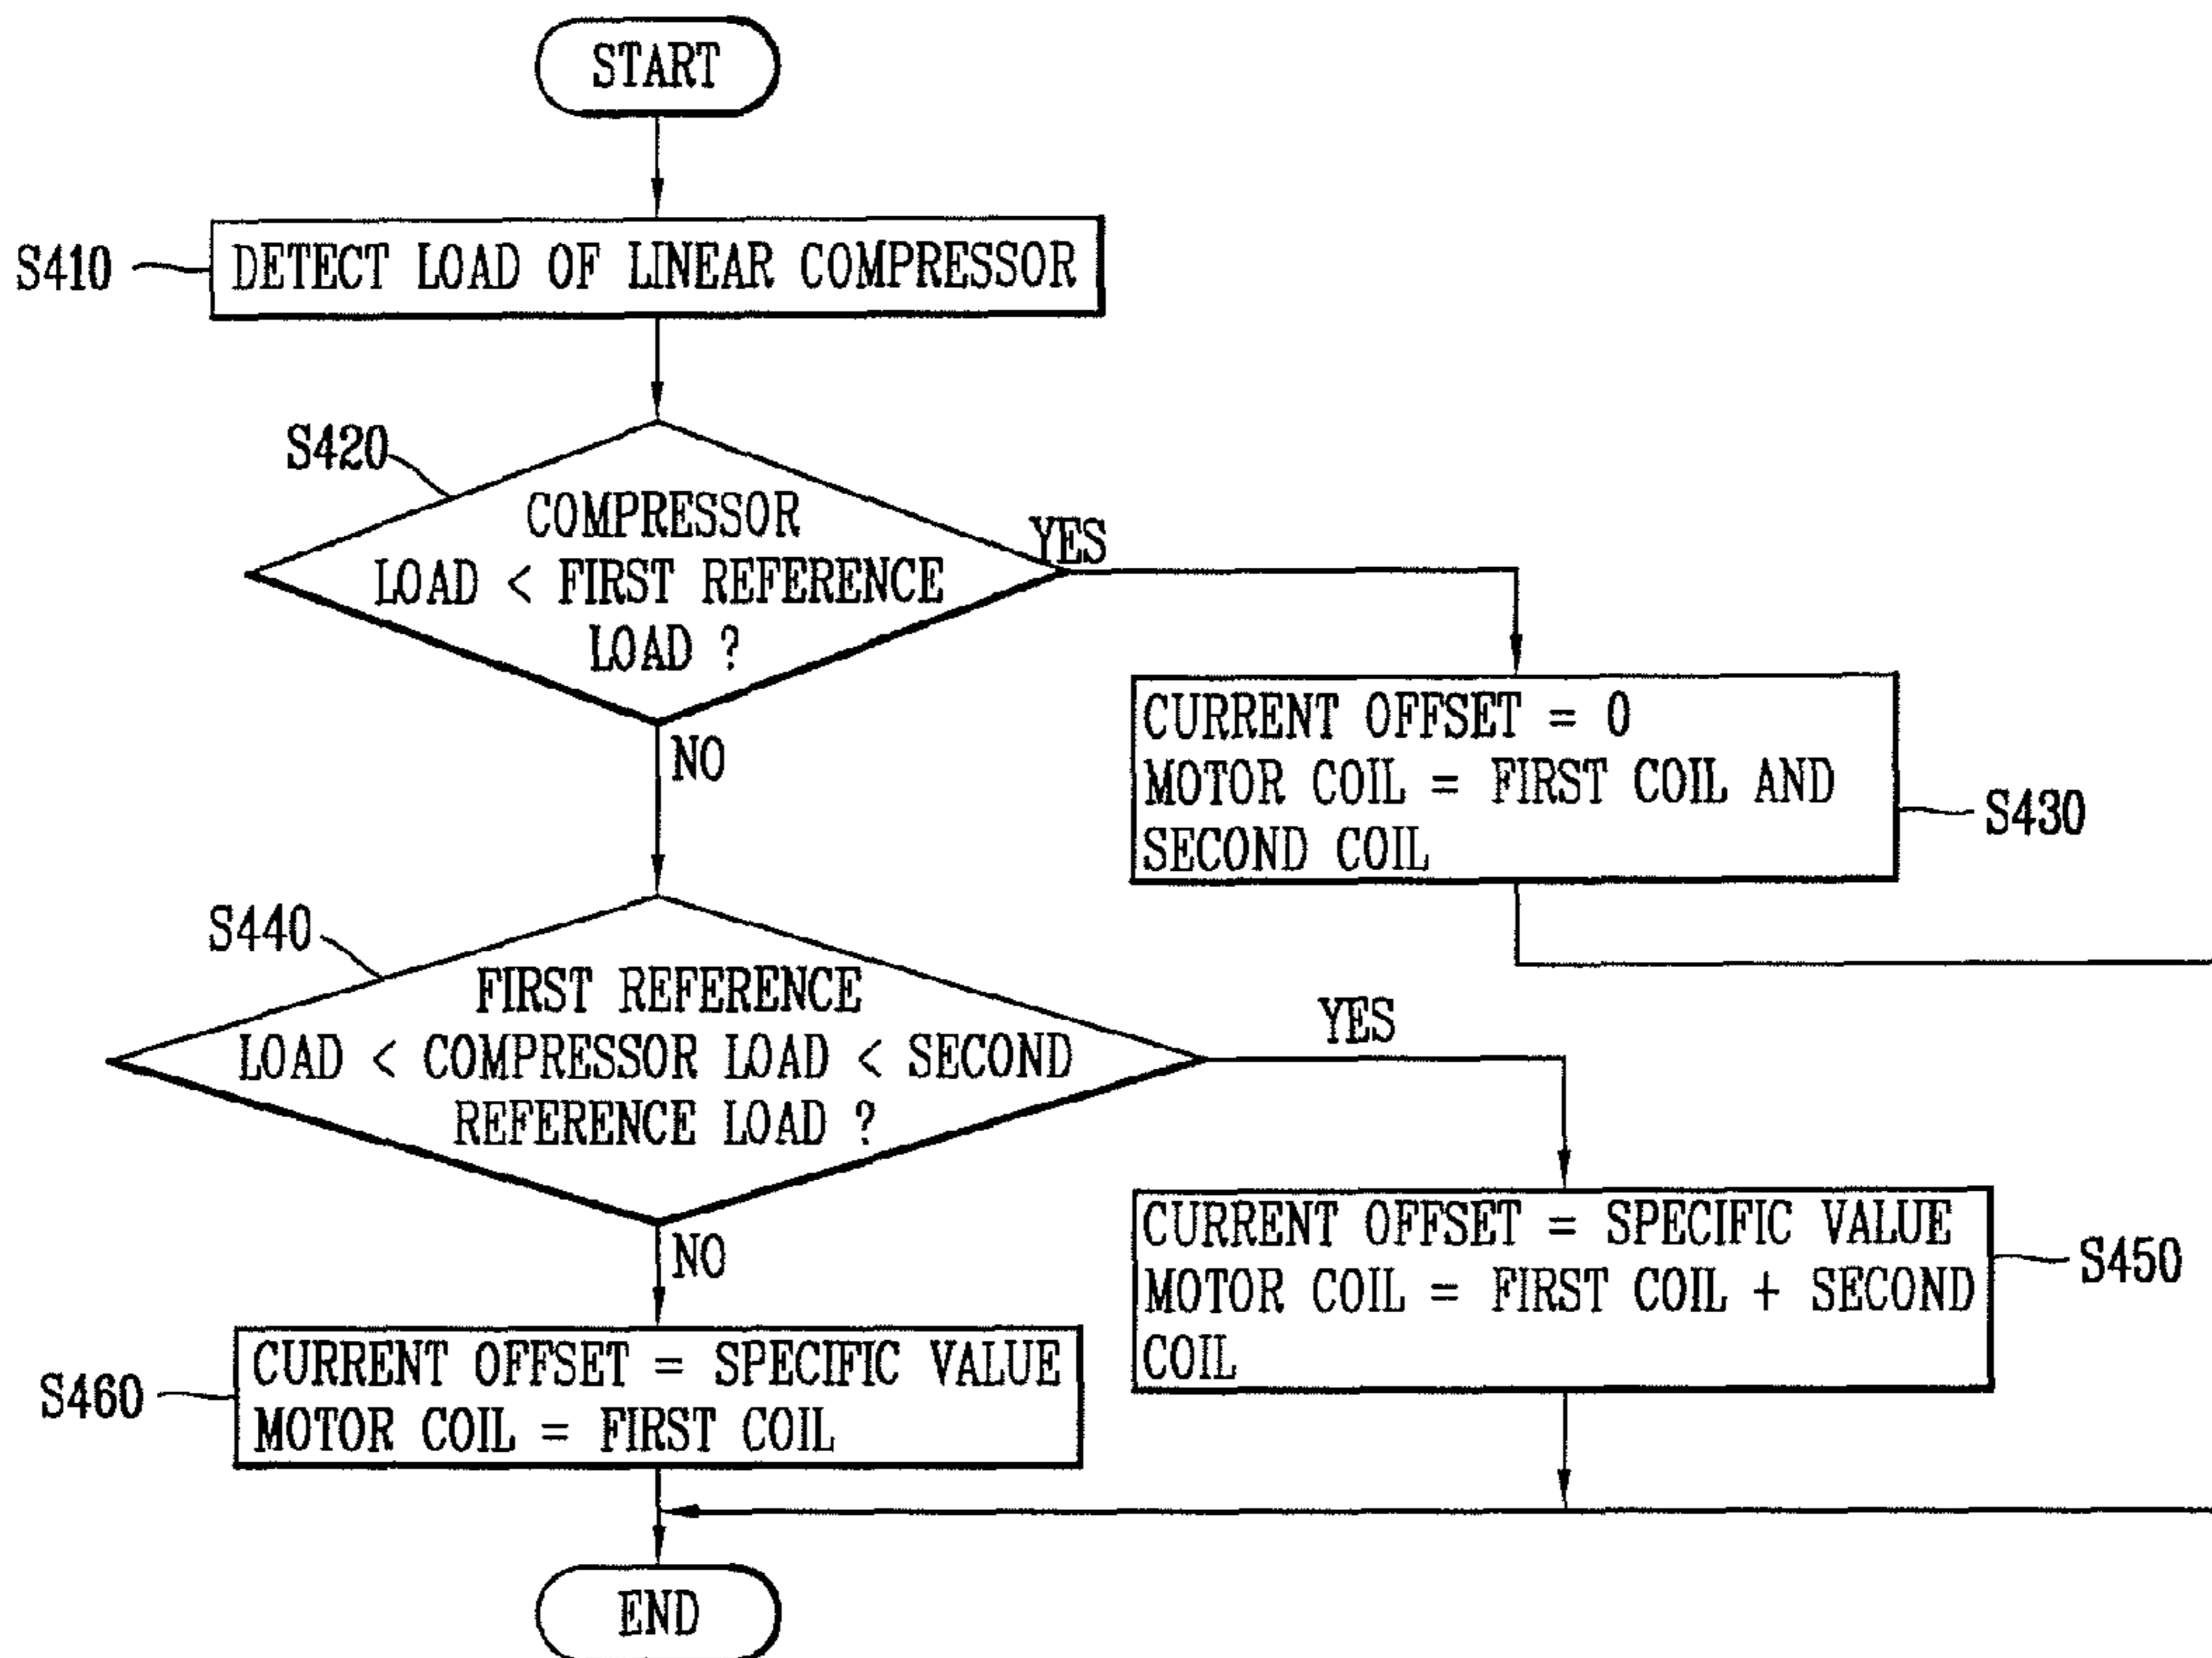 START
S410
DETECT LOAD OF LINEAR COMPRESSOR
S420
COMPRESSOR
LOAD < FIRST REFERENCE
LOAD ?
YES
NO
CURRENT OFFSET = 0
MOTOR COIL = FIRST COIL AND
SECOND COIL
S430
S440
FIRST REFERENCE
LOAD < COMPRESSOR LOAD < SECOND
REFERENCE LOAD ?
YES
NO
CURRENT OFFSET = SPECIFIC VALUE
MOTOR COIL = FIRST COIL + SECOND
COIL
S450
S460
CURRENT OFFSET = SPECIFIC VALUE
MOTOR COIL = FIRST COIL
END